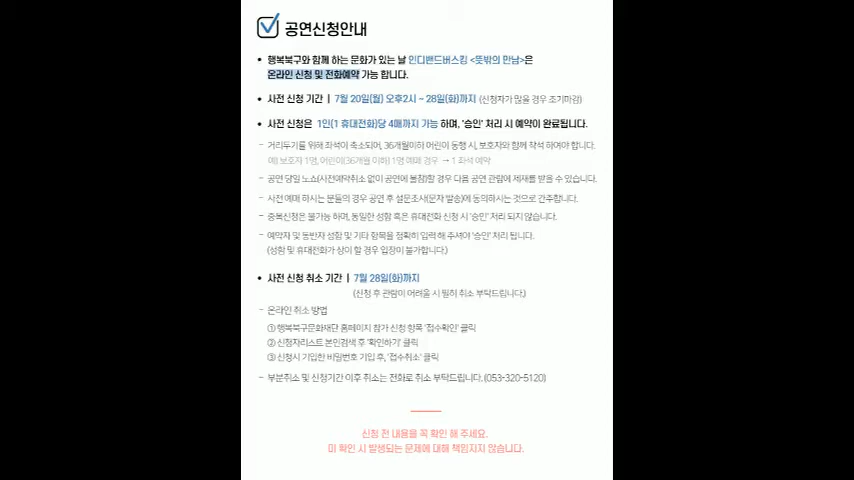 공연신청안내
• 행복북구와 함께 하는 문화가 있는 날 인디밴드버스킹 <뜻밖의 만남>은
온라인 신청 및 전화예약 가능 합니다.
• 사전 신청 기간 | 7월 20일(월) 오후2시 ~ 28일(화)까지 (신청자가 많을 경우 조기마감)
• 사전 신청은 1인(1 휴대전화)당 4매까지 가능 하며, '승인' 처리 시 예약이 완료됩니다.
- 거리두기를 위해 좌석이 축소되어, 36개월이하 어린이 동행 시, 보호자와 함께 착석 하여야 합니다.
예) 보호자 1명, 어린이(36개월 이하) 1명 예매 경우 → 1 좌석 예약
- 공연 당일 노쇼(사전예약취소 없이 공연에 불참)할 경우 다음 공연 관람에 제재를 받을 수 있습니다.
- 사전 예매 하시는 분들의 경우 공연 후 설문조사(문자 발송)에 동의하시는 것으로 간주합니다.
- 중복신청은 불가능 하며, 동일한 성함 혹은 휴대전화 신청 시 '승인' 처리 되지 않습니다.
- 예약자 및 동반자 성함 및 기타 항목을 정확히 입력 해 주셔야 '승인' 처리 됩니다.
(성함 및 휴대전화가 상이 할 경우 입장이 불가합니다.)
• 사전 신청 취소 기간 | 7월 28일(화)까지
(신청 후 관람이 어려울 시 필히 취소 부탁드립니다.)
- 온라인 취소 방법
① 행복북구문화재단 홈페이지 참가 신청 항목 '접수확인' 클릭
② 신청자리스트 본인검색 후 '확인하기' 클릭
③ 신청시 기입한 비밀번호 기입 후, '접수취소' 클릭
- 부분취소 및 신청기간 이후 취소는 전화로 취소 부탁드립니다. (053-320-5120)
신청 전 내용을 꼭 확인 해 주세요.
미 확인 시 발생되는 문제에 대해 책임지지 않습니다.